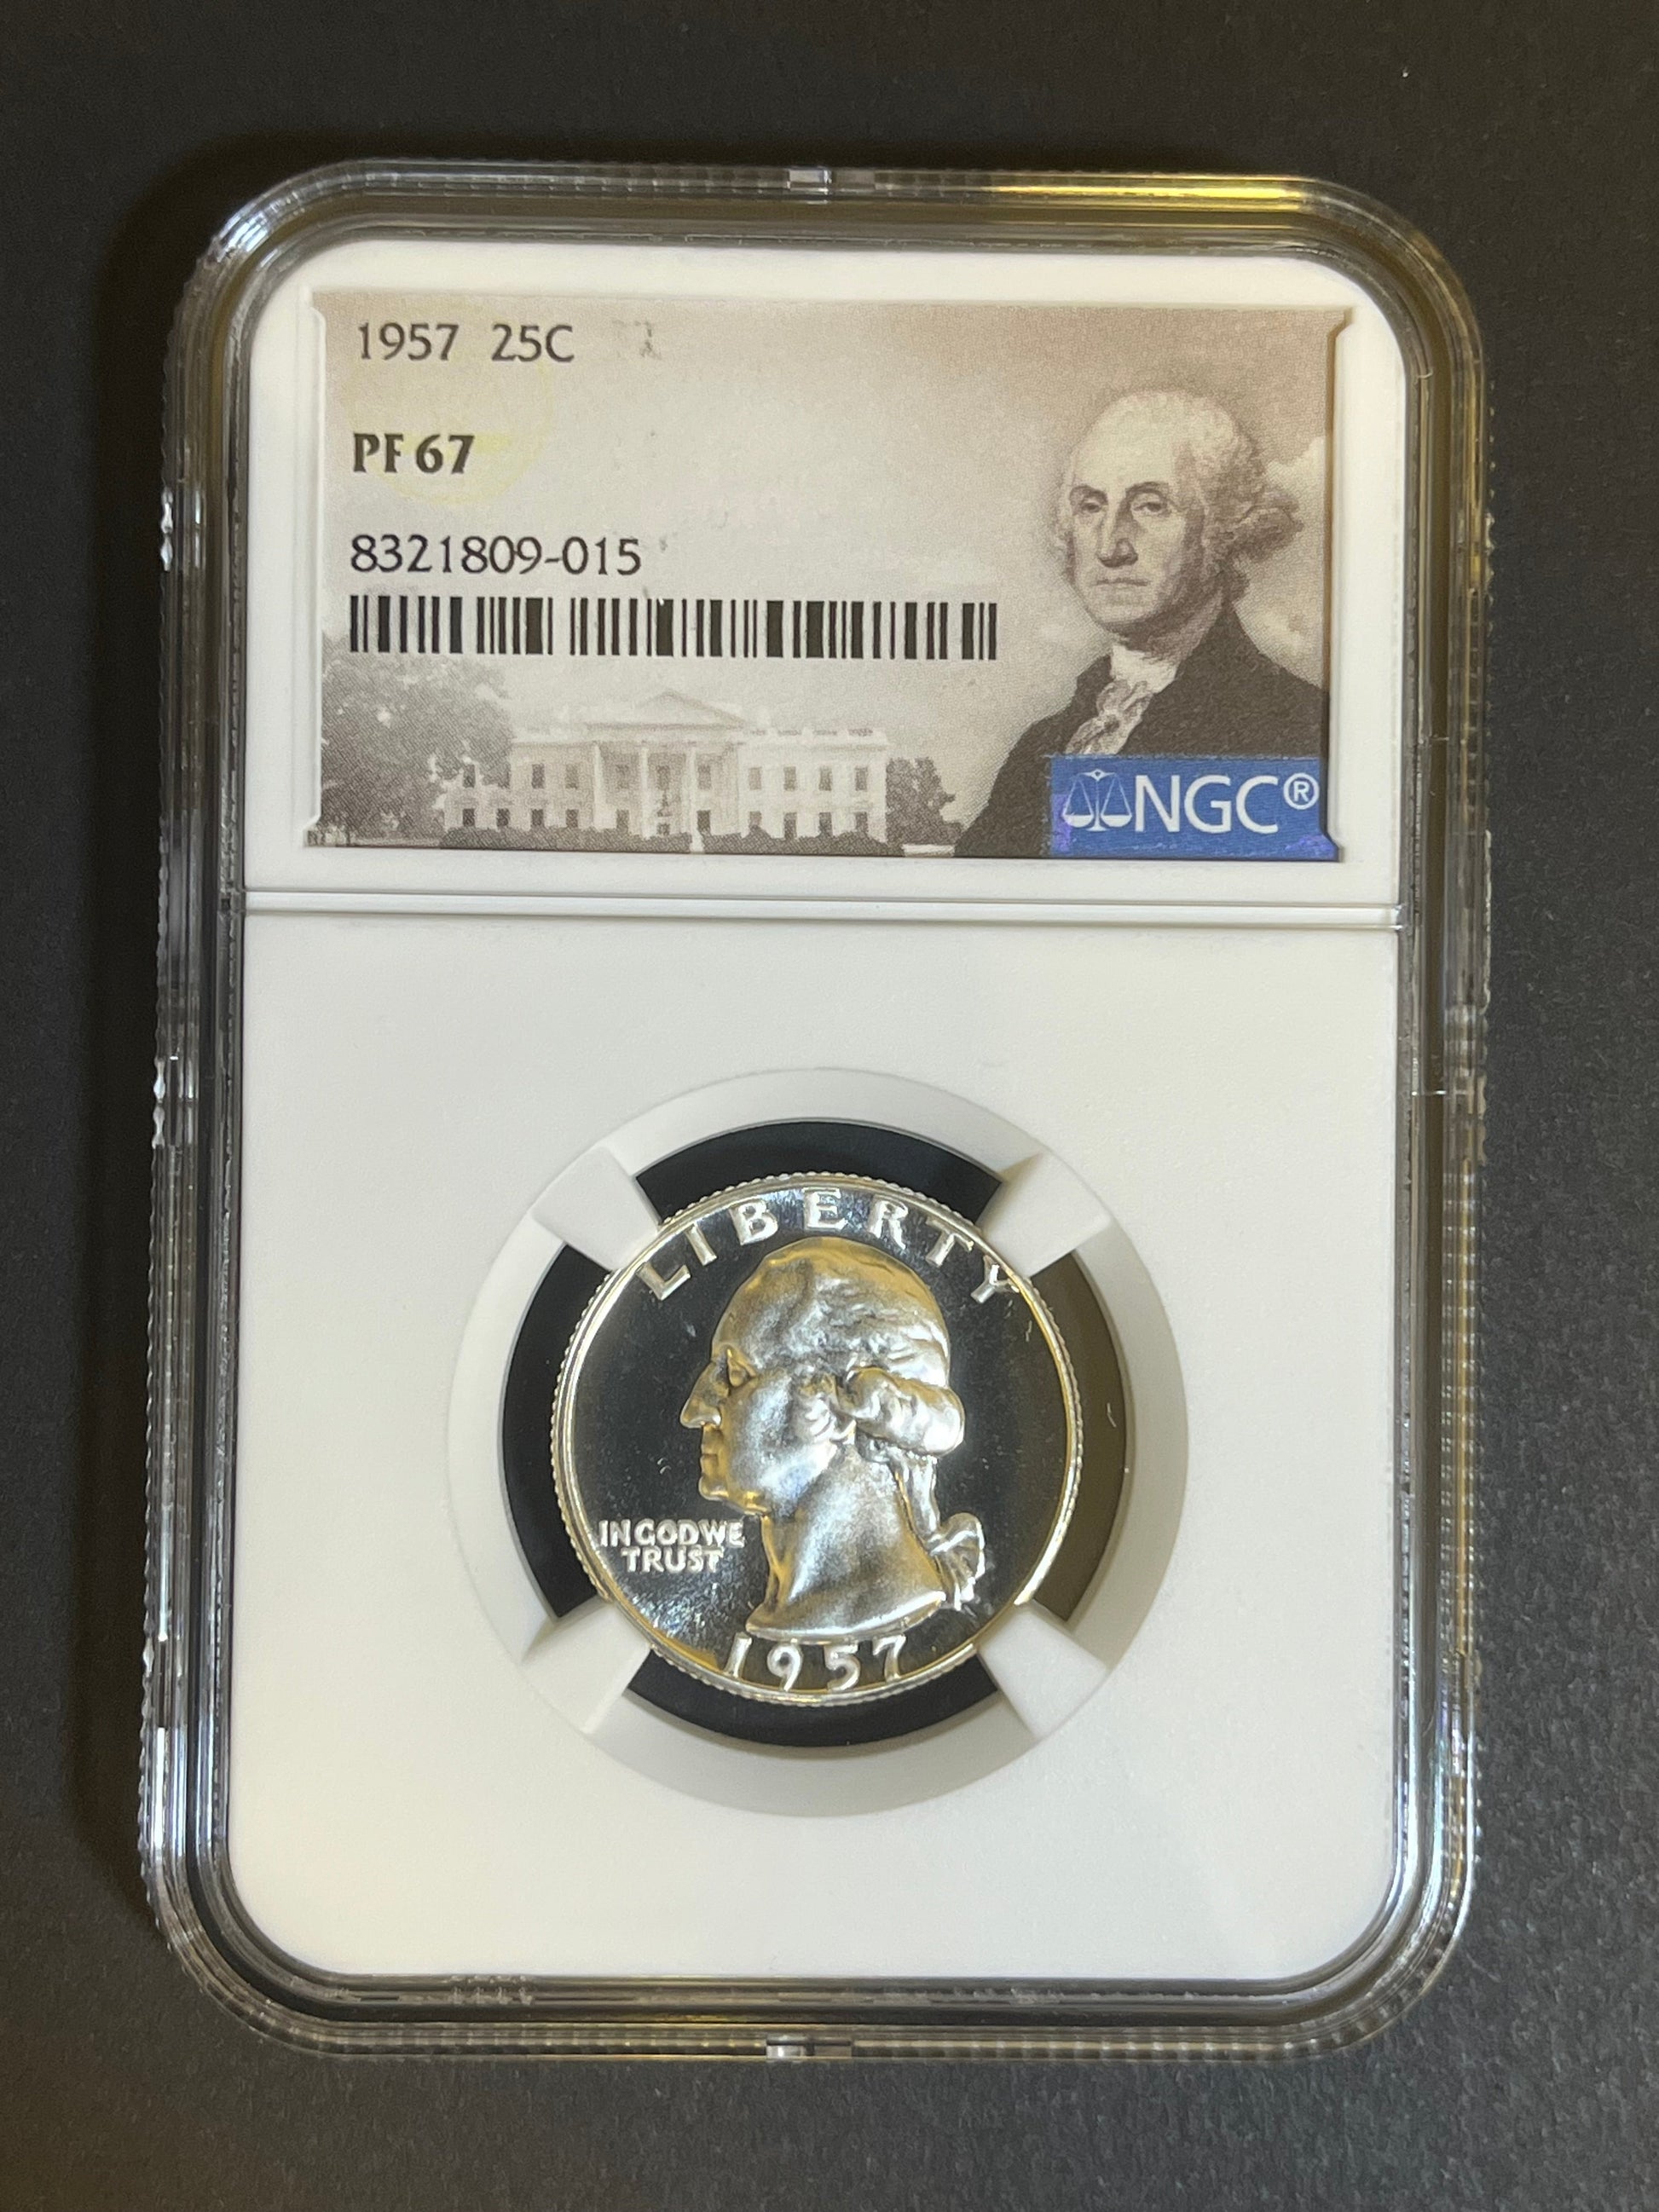 1957 25C
PF 67
8321809-015
NGC®
LIBERTY
IN GOD WE
TRUST
1957